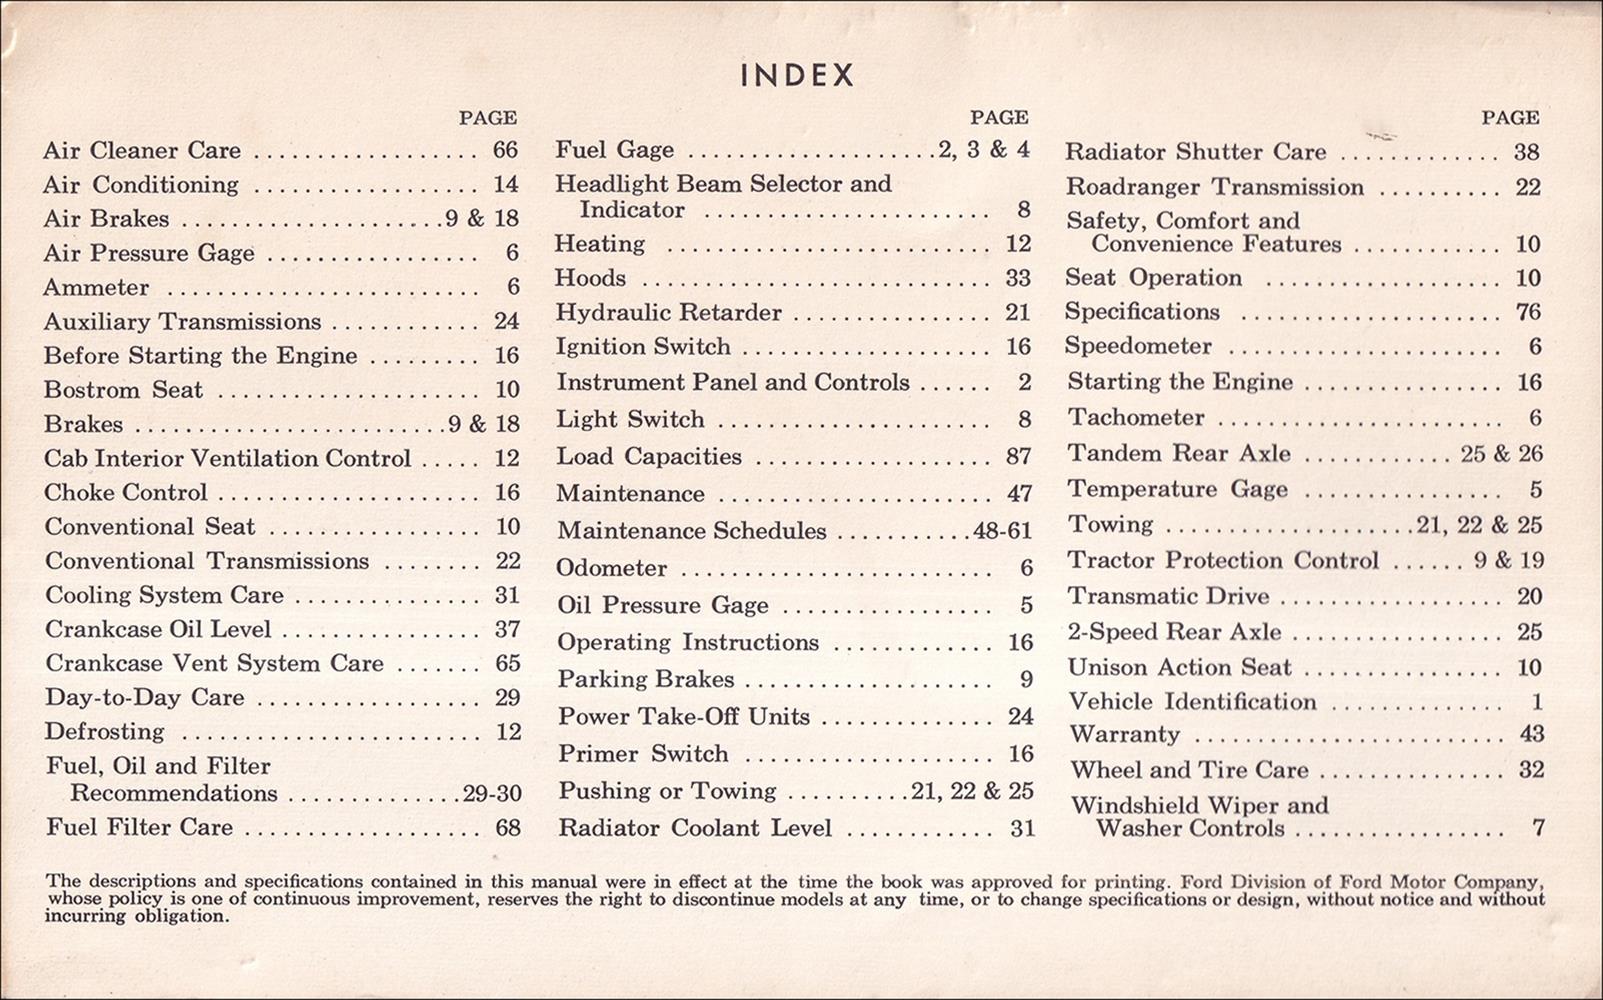 INDEX
PAGE
Air Cleaner Care ................... 66
Air Conditioning ................... 14
Air Brakes ......................9 & 18
Air Pressure Gage .................. 6
Ammeter ........................... 6
Auxiliary Transmissions ............. 24
Before Starting the Engine ......... 16
Bostrom Seat ...................... 10
Brakes ..........................9 & 18
Cab Interior Ventilation Control ..... 12
Choke Control ...................... 16
Conventional Seat .................. 10
Conventional Transmissions ........ 22
Cooling System Care ................ 31
Crankcase Oil Level ................. 37
Crankcase Vent System Care ....... 65
Day-to-Day Care ................... 29
Defrosting ......................... 12
Fuel, Oil and Filter
Recommendations ...............29-30
Fuel Filter Care .................... 68
PAGE
Fuel Gage .....................2, 3 & 4
Headlight Beam Selector and
Indicator ........................ 8
Heating ............................ 12
Hoods ............................. 33
Hydraulic Retarder ................. 21
Ignition Switch ..................... 16
Instrument Panel and Controls ...... 2
Light Switch ........................ 8
Load Capacities .................... 87
Maintenance ....................... 47
Maintenance Schedules ...........48-61
Odometer .......................... 6
Oil Pressure Gage .................. 5
Operating Instructions ............. 16
Parking Brakes ..................... 9
Power Take-Off Units ............... 24
Primer Switch ..................... 16
Pushing or Towing ..........21, 22 & 25
Radiator Coolant Level ............ 31
PAGE
Radiator Shutter Care .............. 38
Roadranger Transmission .......... 22
Safety, Comfort and
Convenience Features ............ 10
Seat Operation .................... 10
Specifications ...................... 76
Speedometer ....................... 6
Starting the Engine ................. 16
Tachometer ........................ 6
Tandem Rear Axle ............ 25 & 26
Temperature Gage ................. 5
Towing .....................21, 22 & 25
Tractor Protection Control ...... 9 & 19
Transmatic Drive ................... 20
2-Speed Rear Axle .................. 25
Unison Action Seat ................. 10
Vehicle Identification .............. 1
Warranty .......................... 43
Wheel and Tire Care ................ 32
Windshield Wiper and
Washer Controls .................. 7
The descriptions and specifications contained in this manual were in effect at the time the book was approved for printing. Ford Division of Ford Motor Company,
whose policy is one of continuous improvement, reserves the right to discontinue models at any time, or to change specifications or design, without notice and without
incurring obligation.